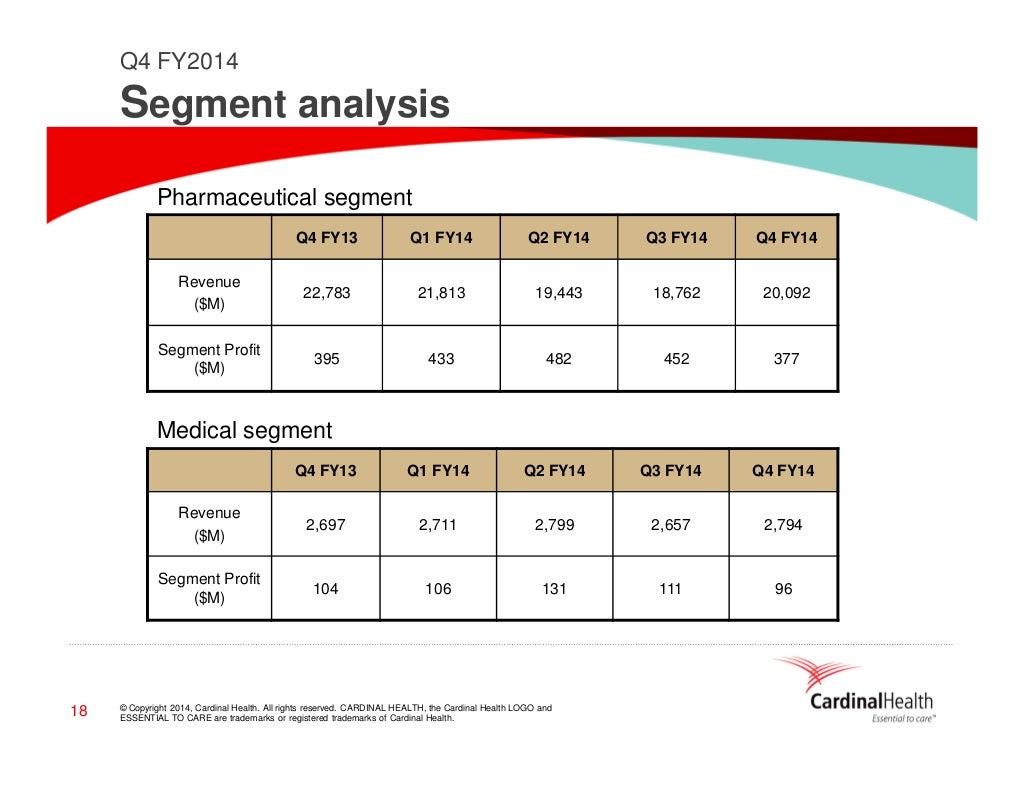 Q4 FY2014
Segment analysis
Pharmaceutical segment
Q4 FY13 Q1 FY14 Q2 FY14 Q3 FY14 Q4 FY14
Revenue
($M)
22,783 21,813 19,443 18,762 20,092
Segment Profit
($M)
395 433 482 452 377
Medical segment
Q4 FY13 Q1 FY14 Q2 FY14 Q3 FY14 Q4 FY14
Revenue
($M)
2,697 2,711 2,799 2,657 2,794
Segment Profit
($M)
104 106 131 111 96
18
© Copyright 2014, Cardinal Health. All rights reserved. CARDINAL HEALTH, the Cardinal Health LOGO and
ESSENTIAL TO CARE are trademarks or registered trademarks of Cardinal Health.
CardinalHealth
Essential to care™